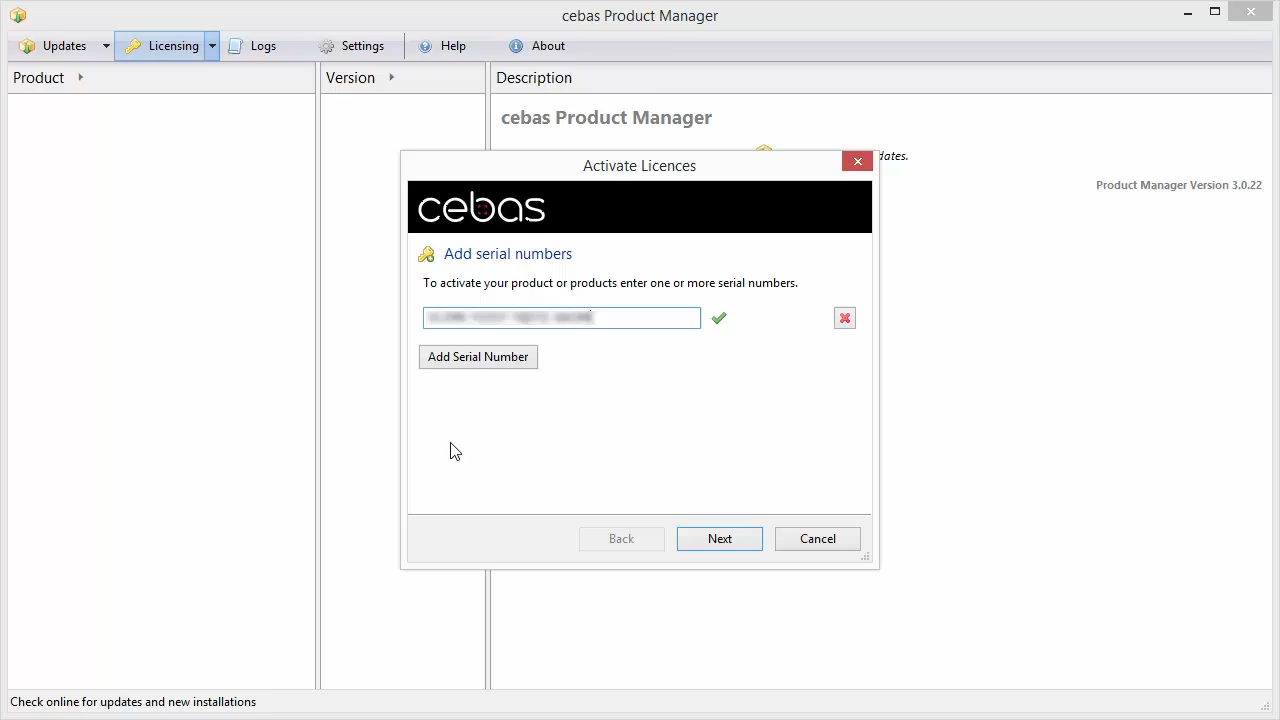 cebas Product Manager
Updates Licensing Logs Settings Help About
Product Version Description
cebas Product Manager
dates.
Product Manager Version 3.0.22
Activate Licences
cebas
Add serial numbers
To activate your product or products enter one or more serial numbers.
Add Serial Number
Back Next Cancel
Check online for updates and new installations